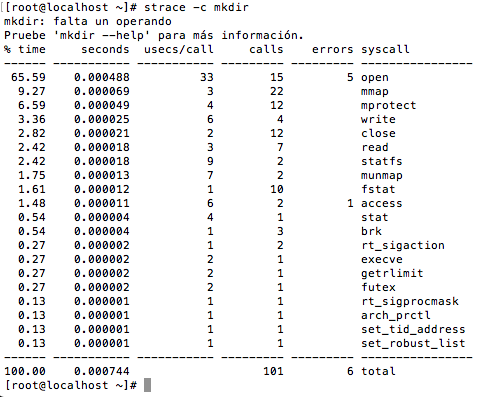 [[root@localhost ~]# strace -c mkdir
mkdir: falta un operando
Pruebe 'mkdir --help' para más información.
% time     seconds  usecs/call     calls    errors syscall
------ ----------- ----------- --------- --------- ----------------
 65.59    0.000488          33        15         5 open
  9.27    0.000069           3        22           mmap
  6.59    0.000049           4        12           mprotect
  3.36    0.000025           6         4           write
  2.82    0.000021           2        12           close
  2.42    0.000018           3         7           read
  2.42    0.000018           9         2           statfs
  1.75    0.000013           7         2           munmap
  1.61    0.000012           1        10           fstat
  1.48    0.000011           6         2         1 access
  0.54    0.000004           4         1           stat
  0.54    0.000004           1         3           brk
  0.27    0.000002           1         2           rt_sigaction
  0.27    0.000002           2         1           execve
  0.27    0.000002           2         1           getrlimit
  0.27    0.000002           2         1           futex
  0.13    0.000001           1         1           rt_sigprocmask
  0.13    0.000001           1         1           arch_prctl
  0.13    0.000001           1         1           set_tid_address
  0.13    0.000001           1         1           set_robust_list
------ ----------- ----------- --------- --------- ----------------
100.00    0.000744                   101         6 total
[root@localhost ~]#